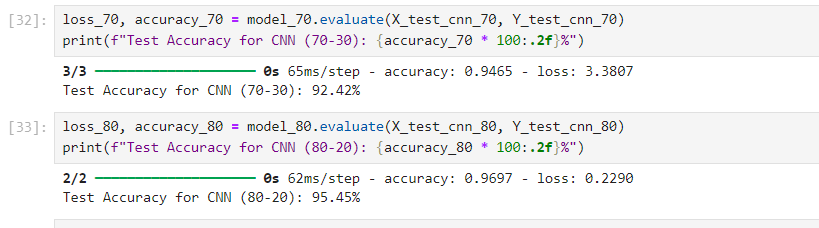 [32]: loss_70, accuracy_70 = model_70.evaluate(X_test_cnn_70, Y_test_cnn_70)
print(f"Test Accuracy for CNN (70-30): {accuracy_70 * 100:.2f}%")
3/3 ━━━━━━━━━━━━━━━━━━━━ 0s 65ms/step - accuracy: 0.9465 - loss: 3.3807
Test Accuracy for CNN (70-30): 92.42%
[33]: loss_80, accuracy_80 = model_80.evaluate(X_test_cnn_80, Y_test_cnn_80)
print(f"Test Accuracy for CNN (80-20): {accuracy_80 * 100:.2f}%")
2/2 ━━━━━━━━━━━━━━━━━━━━ 0s 62ms/step - accuracy: 0.9697 - loss: 0.2290
Test Accuracy for CNN (80-20): 95.45%